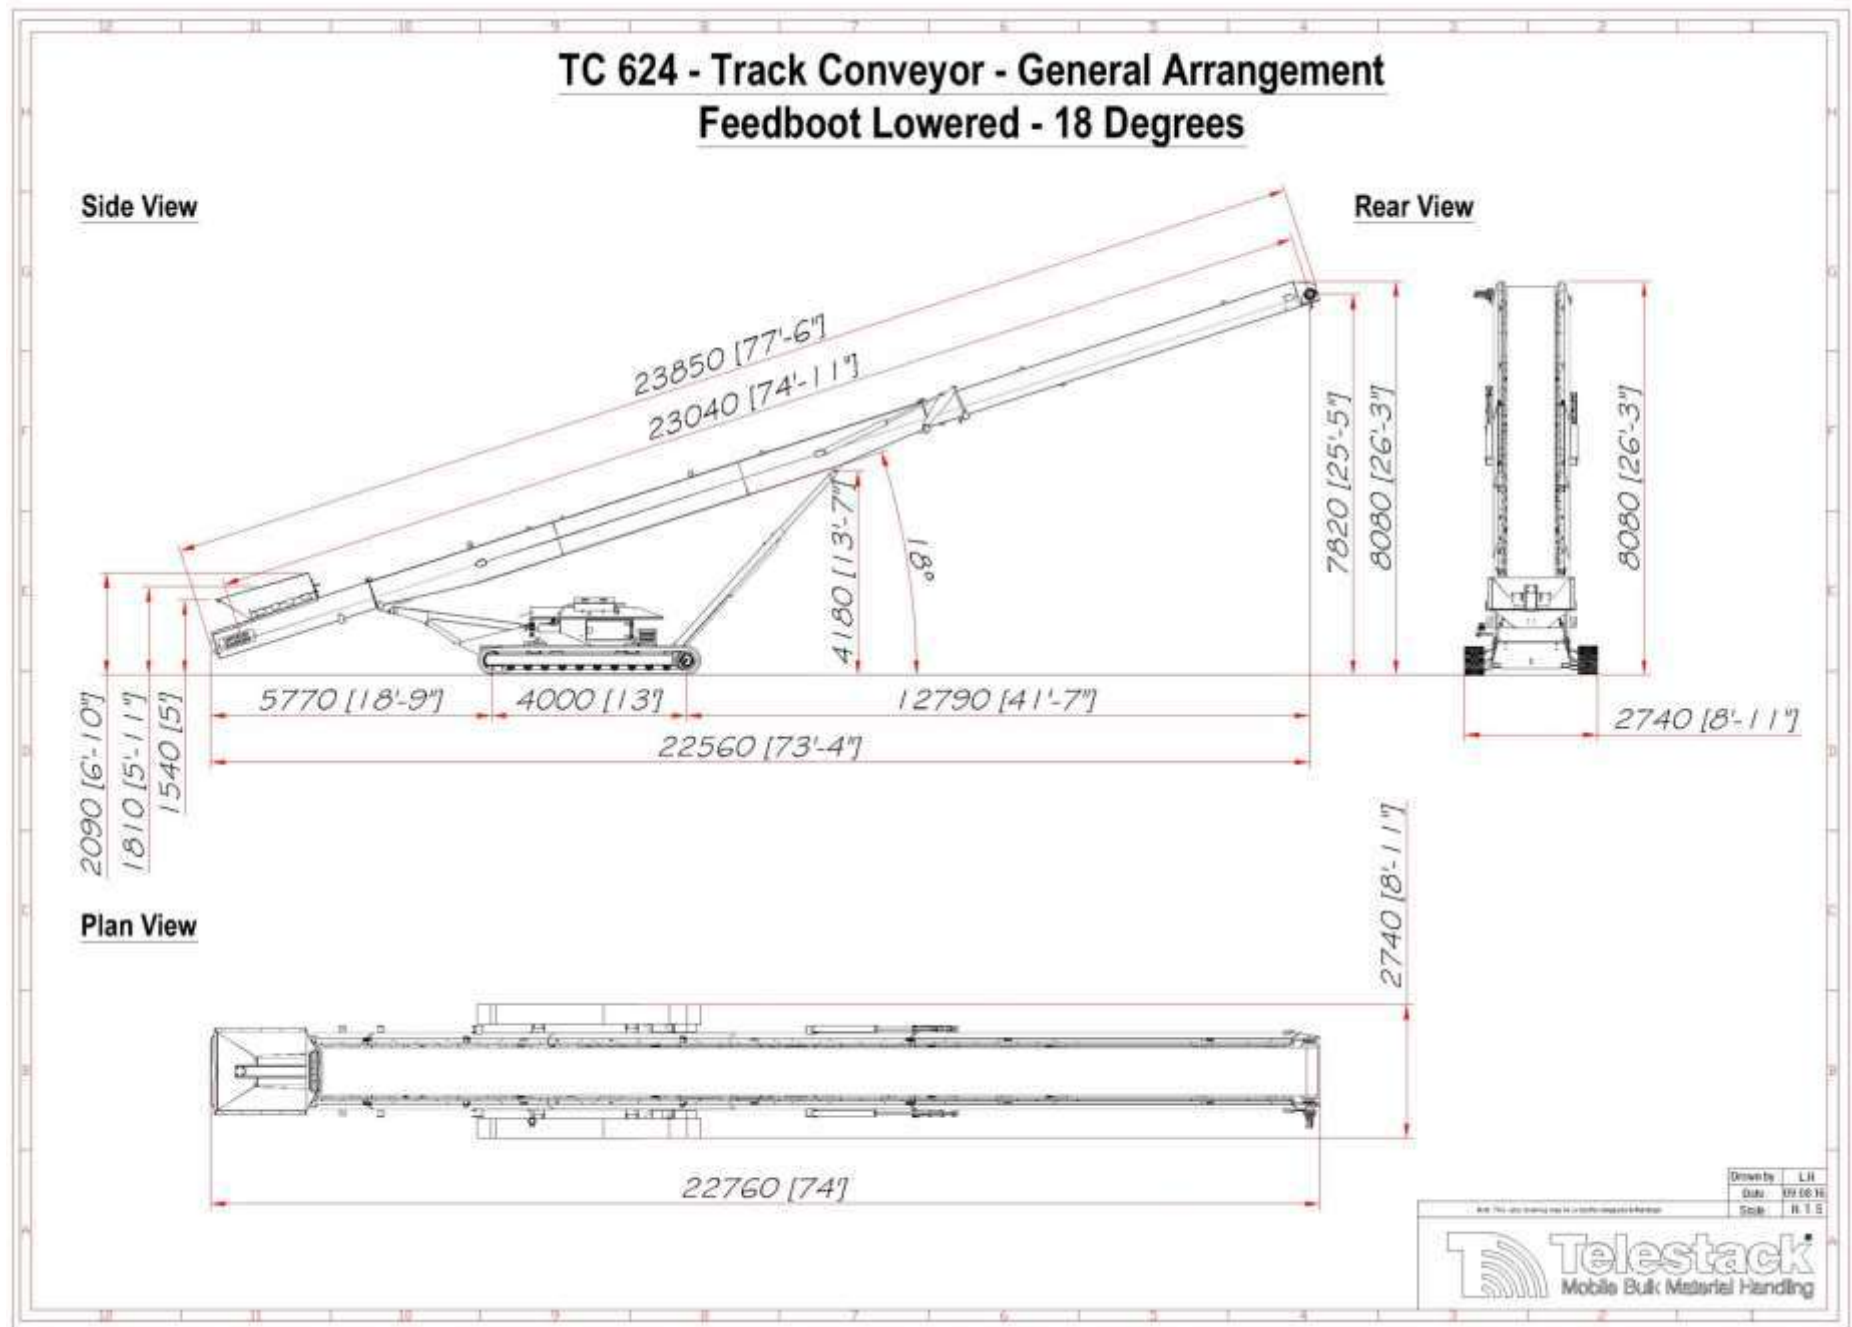 TC 624 - Track Conveyor - General Arrangement
Feedboot Lowered - 18 Degrees
Side View
Rear View
23850 [77'-6"]
23040 [74'-11"]
4180 [13'-7"]
18°
7820 [25'-5"]
8080 [26'-3"]
8080 [26'-3"]
2090 [6'-10"]
1810 [5'-11"]
1540 [5']
5770 [18'-9"]
4000 [13']
12790 [41'-7"]
22560 [73'-4"]
2740 [8'-11"]
Plan View
2740 [8'-11"]
22760 [74']
Drawn by
Date
Scale N.T.S
Telestack
Mobile Bulk Material Handling